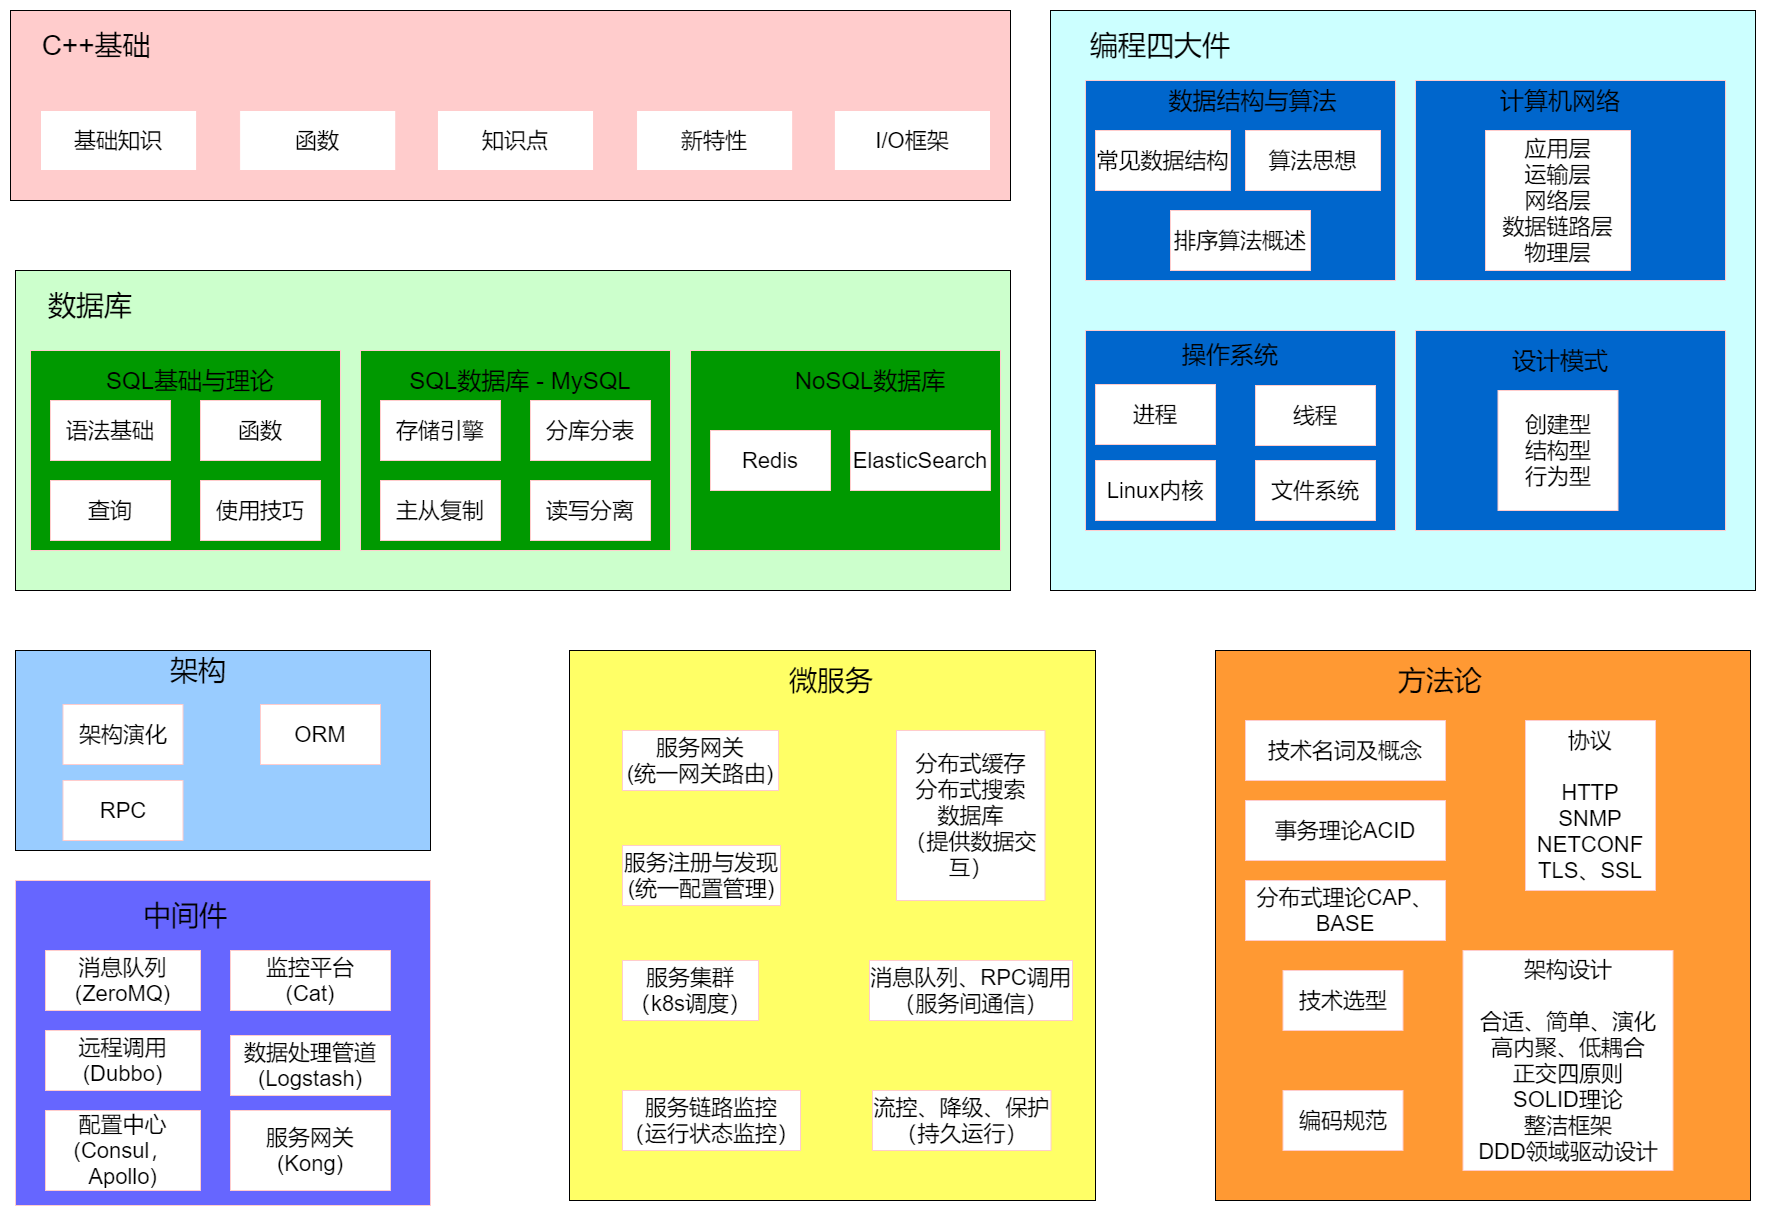 C++基础
基础知识
函数
知识点
新特性
I/O框架
编程四大件
数据结构与算法
常见数据结构
算法思想
排序算法概述
计算机网络
应用层
运输层
网络层
数据链路层
物理层
操作系统
进程
线程
Linux内核
文件系统
设计模式
创建型
结构型
行为型
数据库
SQL基础与理论
语法基础
函数
查询
使用技巧
SQL数据库 - MySQL
存储引擎
分库分表
主从复制
读写分离
NoSQL数据库
Redis
ElasticSearch
架构
架构演化
ORM
RPC
中间件
消息队列
(ZeroMQ)
监控平台
(Cat)
远程调用
(Dubbo)
数据处理管道
(Logstash)
配置中心
(Consul，
Apollo)
服务网关
(Kong)
微服务
服务网关
(统一网关路由)
分布式缓存
分布式搜索
数据库
（提供数据交
互）
服务注册与发现
(统一配置管理)
服务集群
（k8s调度）
消息队列、RPC调用
（服务间通信）
服务链路监控
（运行状态监控）
流控、降级、保护
（持久运行）
方法论
技术名词及概念
事务理论ACID
分布式理论CAP、
BASE
技术选型
编码规范
协议
HTTP
SNMP
NETCONF
TLS、SSL
架构设计
合适、简单、演化
高内聚、低耦合
正交四原则
SOLID理论
整洁框架
DDD领域驱动设计